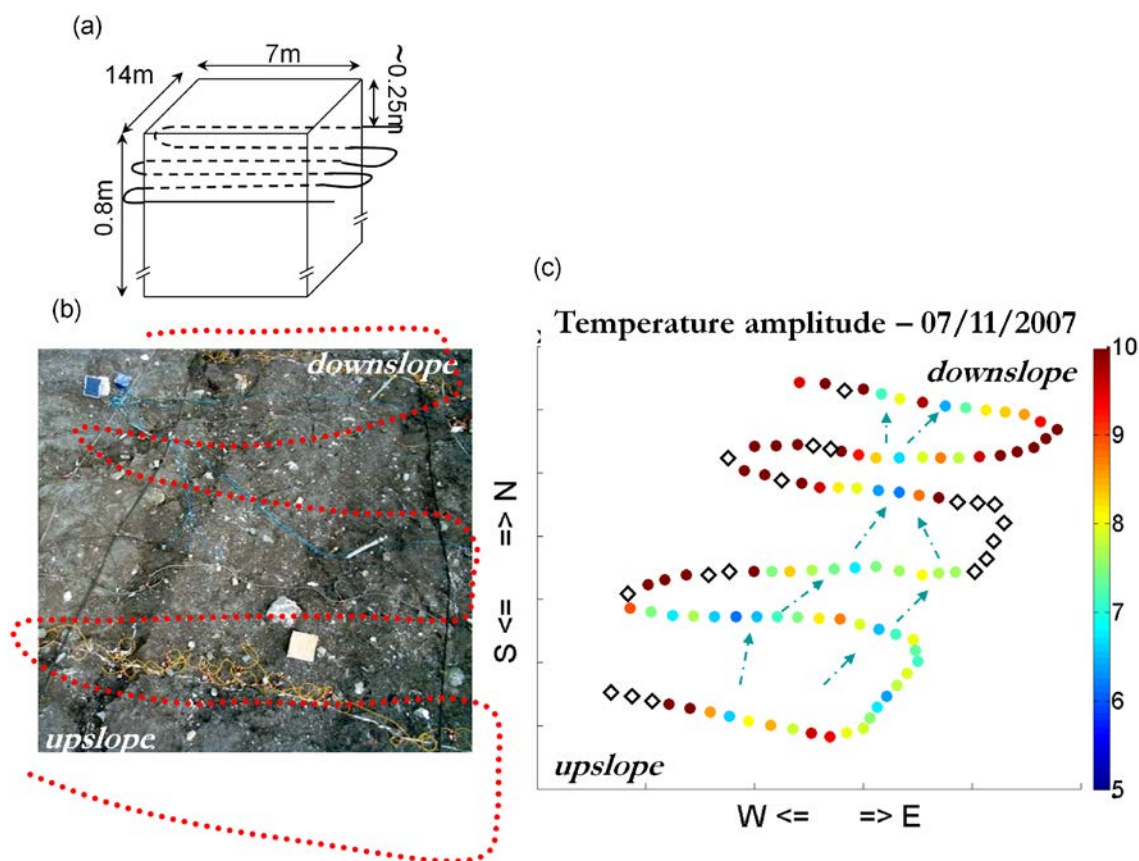 (a)
7m
14m
~0.25m
0.8m
(b)
downslope
upslope
S <= => N
(c)
Temperature amplitude – 07/11/2007
downslope
upslope
W <= => E
10
9
8
7
6
5